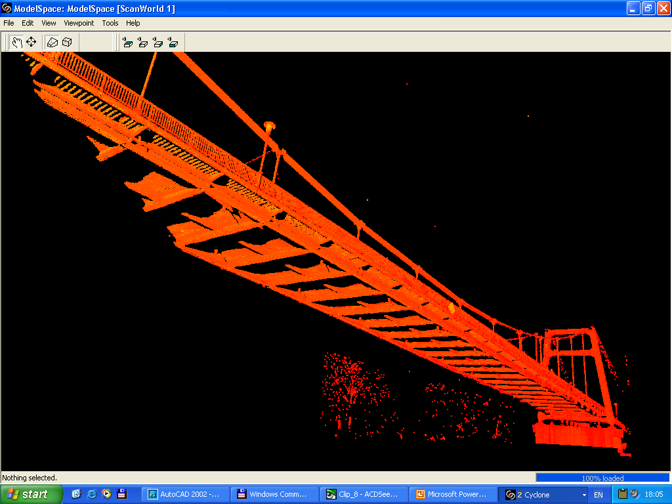 ModelSpace: ModelSpace [ScanWorld 1]
File Edit View Viewpoint Tools Help
Nothing selected.
100% loaded
start AutoCAD 2002 - ... Windows Comm... Clip_8 - ACDSee... Microsoft Power... 2 Cyclone EN 18:05